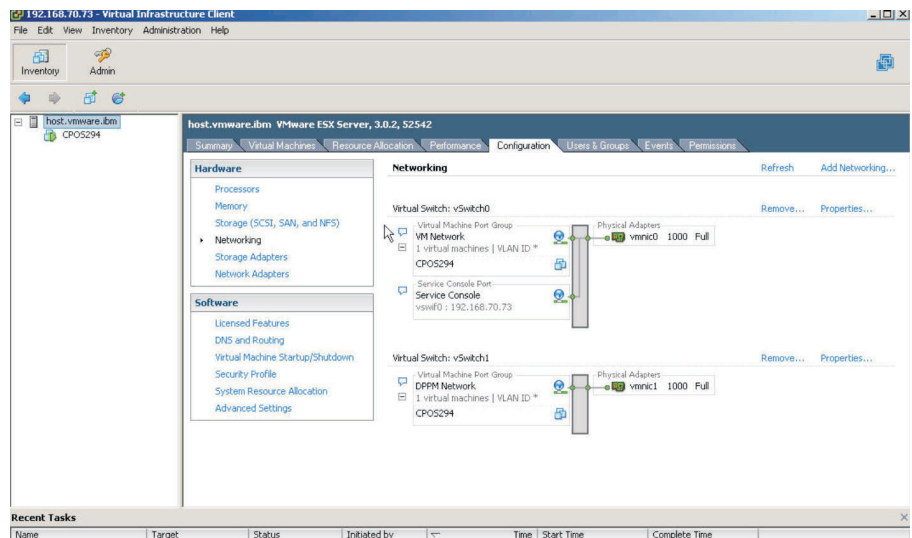 192.168.70.73 - Virtual Infrastructure Client
File Edit View Inventory Administration Help
Inventory Admin
host.vmware.ibm
CPOS294
host.vmware.ibm VMware ESX Server, 3.0.2, 52542
Summary Virtual Machines Resource Allocation Performance Configuration Users & Groups Events Permissions
Hardware
Processors
Memory
Storage (SCSI, SAN, and NFS)
Networking
Storage Adapters
Network Adapters
Software
Licensed Features
DNS and Routing
Virtual Machine Startup/Shutdown
Security Profile
System Resource Allocation
Advanced Settings
Networking Refresh Add Networking...
Virtual Switch: vSwitch0 Remove... Properties...
Virtual Machine Port Group
VM Network
1 virtual machines | VLAN ID *
CPOS294
Physical Adapters
vmnic0 1000 Full
Service Console Port
Service Console
vswif0 : 192.168.70.73
Virtual Switch: vSwitch1 Remove... Properties...
Virtual Machine Port Group
DPPM Network
1 virtual machines | VLAN ID *
CPOS294
Physical Adapters
vmnic1 1000 Full
Recent Tasks
Name Target Status Initiated by Time Start Time Complete Time